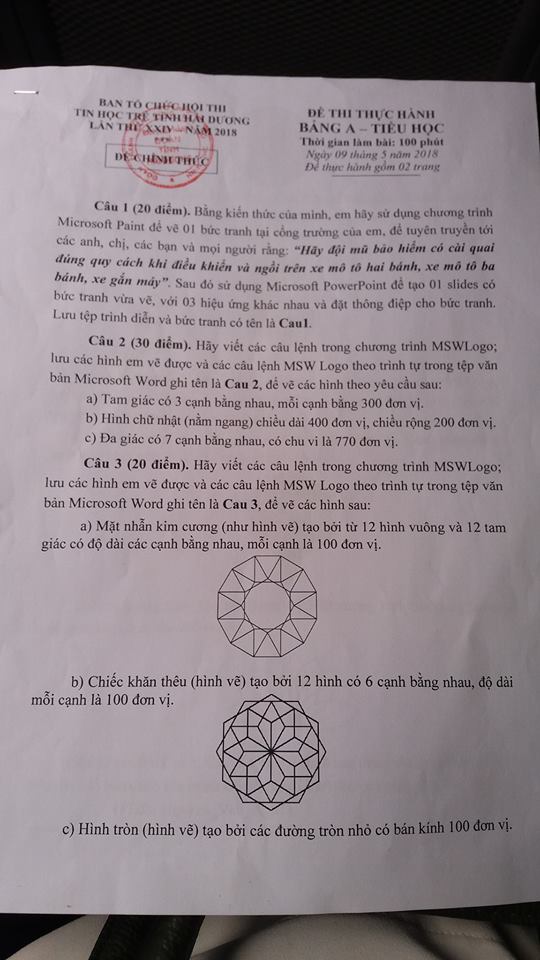 BAN TỔ CHỨC HỘI THI
TIN HỌC TRẺ TỈNH HẢI DƯƠNG
LẦN THỨ XXIV - NĂM 2018
ĐỀ CHÍNH THỨC
ĐỀ THI THỰC HÀNH
BẢNG A – TIỂU HỌC
Thời gian làm bài: 100 phút
Ngày 09 tháng 5 năm 2018
Đề thực hành gồm 02 trang
Câu 1 (20 điểm). Bằng kiến thức của mình, em hãy sử dụng chương trình
Microsoft Paint để vẽ 01 bức tranh tại cổng trường của em, để tuyên truyền tới
các anh, chị, các bạn và mọi người rằng: "Hãy đội mũ bảo hiểm có cài quai
đúng quy cách khi điều khiển và ngồi trên xe mô tô hai bánh, xe mô tô ba
bánh, xe gắn máy". Sau đó sử dụng Microsoft PowerPoint để tạo 01 slides có
bức tranh vừa vẽ, với 03 hiệu ứng khác nhau và đặt thông điệp cho bức tranh.
Lưu tệp trình diễn và bức tranh có tên là Cau1.
Câu 2 (30 điểm). Hãy viết các câu lệnh trong chương trình MSWLogo;
lưu các hình em vẽ được và các câu lệnh MSW Logo theo trình tự trong tệp văn
bản Microsoft Word ghi tên là Cau 2, để vẽ các hình theo yêu cầu sau:
a) Tam giác có 3 cạnh bằng nhau, mỗi cạnh bằng 300 đơn vị.
b) Hình chữ nhật (nằm ngang) chiều dài 400 đơn vị, chiều rộng 200 đơn vị.
c) Đa giác có 7 cạnh bằng nhau, có chu vi là 770 đơn vị.
Câu 3 (20 điểm). Hãy viết các câu lệnh trong chương trình MSWLogo;
lưu các hình em vẽ được và các câu lệnh MSW Logo theo trình tự trong tệp văn
bản Microsoft Word ghi tên là Cau 3, để vẽ các hình sau:
a) Mặt nhẫn kim cương (như hình vẽ) tạo bởi từ 12 hình vuông và 12 tam
giác có độ dài các cạnh bằng nhau, mỗi cạnh là 100 đơn vị.
b) Chiếc khăn thêu (hình vẽ) tạo bởi 12 hình có 6 cạnh bằng nhau, độ dài
mỗi cạnh là 100 đơn vị.
c) Hình tròn (hình vẽ) tạo bởi các đường tròn nhỏ có bán kính 100 đơn vị.